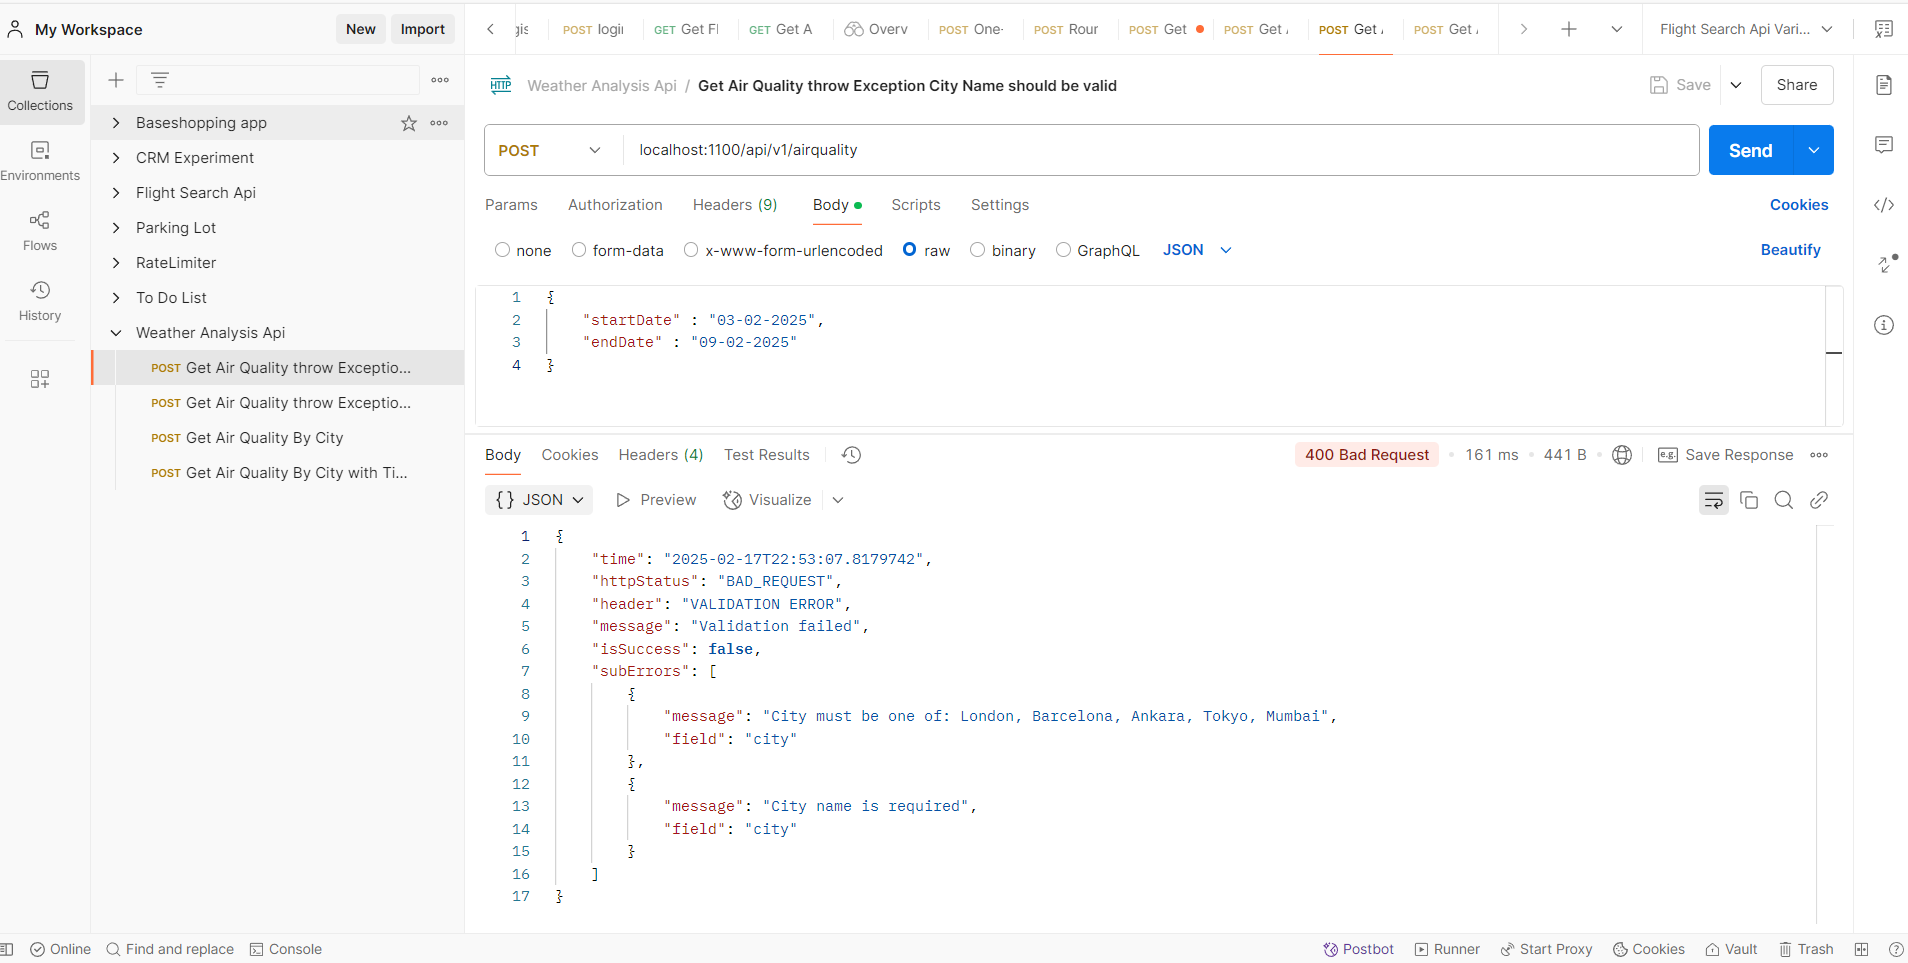 My Workspace
New
Import
gis
POST login
GET Get Fl
GET Get A
Overv
POST One-
POST Roun
POST Get
POST Get
POST Get
POST Get
Flight Search Api Vari...
Collections
Environments
Flows
History
Baseshopping app
CRM Experiment
Flight Search Api
Parking Lot
RateLimiter
To Do List
Weather Analysis Api
POST Get Air Quality throw Exceptio...
POST Get Air Quality throw Exceptio...
POST Get Air Quality By City
POST Get Air Quality By City with Ti...
HTTP Weather Analysis Api / Get Air Quality throw Exception City Name should be valid
Save
Share
POST localhost:1100/api/v1/airquality
Send
Params Authorization Headers (9) Body Scripts Settings
Cookies
none form-data x-www-form-urlencoded raw binary GraphQL JSON
Beautify
1 {
2 "startDate" : "03-02-2025",
3 "endDate" : "09-02-2025"
4 }
Body Cookies Headers (4) Test Results
400 Bad Request • 161 ms • 441 B •
e.g. Save Response
{} JSON Preview Visualize
1 {
2 "time": "2025-02-17T22:53:07.8179742",
3 "httpStatus": "BAD_REQUEST",
4 "header": "VALIDATION ERROR",
5 "message": "Validation failed",
6 "isSuccess": false,
7 "subErrors": [
8 {
9 "message": "City must be one of: London, Barcelona, Ankara, Tokyo, Mumbai",
10 "field": "city"
11 },
12 {
13 "message": "City name is required",
14 "field": "city"
15 }
16 ]
17 }
Online Find and replace Console
Postbot Runner Start Proxy Cookies Vault Trash